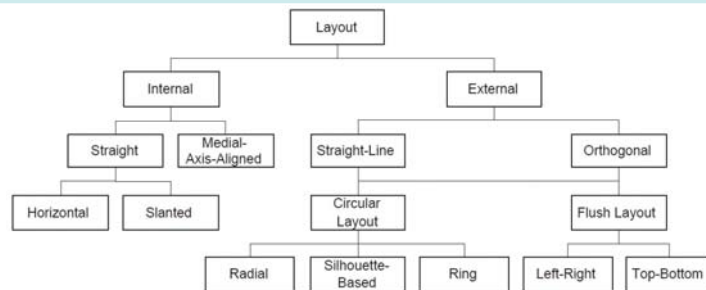 Layout
Internal
External
Straight
Medial-
Axis-Aligned
Straight-Line
Orthogonal
Horizontal
Slanted
Circular
Layout
Flush Layout
Radial
Silhouette-
Based
Ring
Left-Right
Top-Bottom